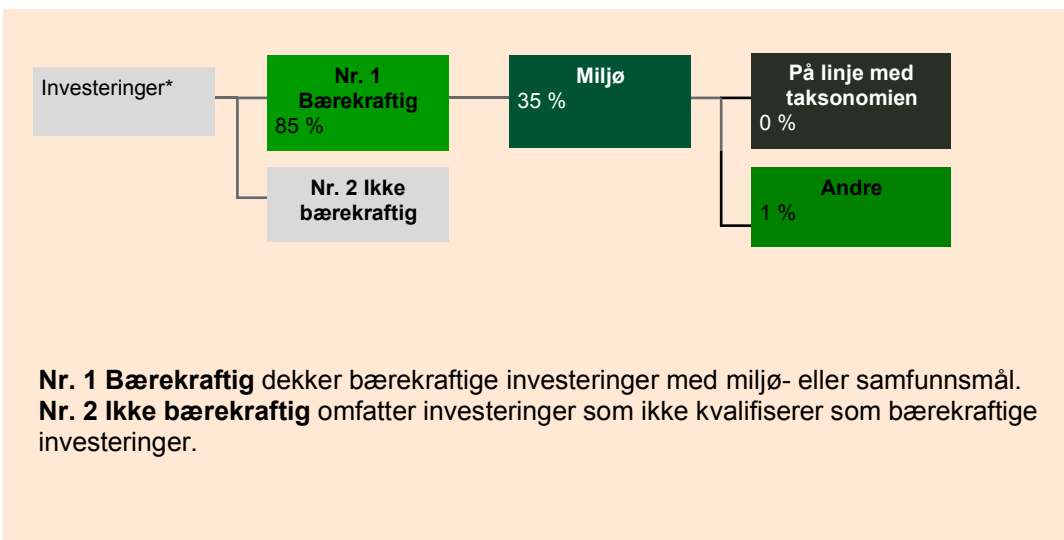 Investeringer*
Nr. 1
Bærekraftig
85 %
Miljø
35 %
På linje med
taksonomien
0 %
Nr. 2 Ikke
bærekraftig
Andre
1 %
Nr. 1 Bærekraftig dekker bærekraftige investeringer med miljø- eller samfunnsmål.
Nr. 2 Ikke bærekraftig omfatter investeringer som ikke kvalifiserer som bærekraftige
investeringer.